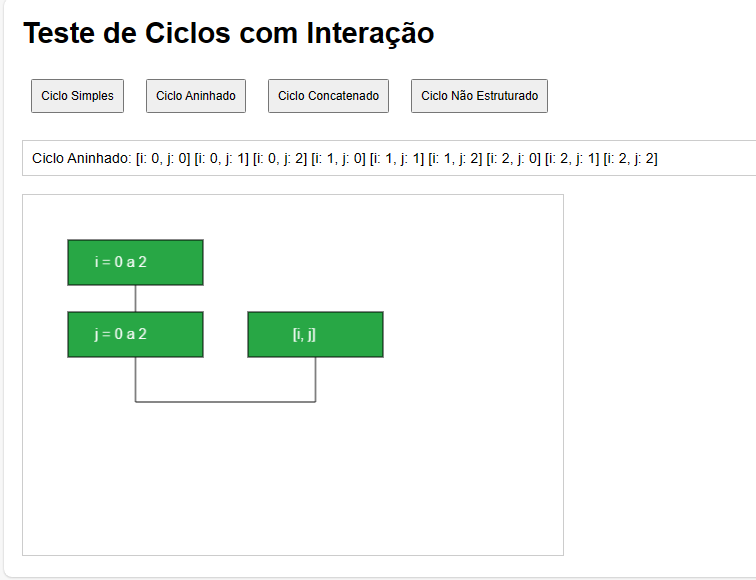 Teste de Ciclos com Interação
Ciclo Simples
Ciclo Aninhado
Ciclo Concatenado
Ciclo Não Estruturado
Ciclo Aninhado: [i: 0, j: 0] [i: 0, j: 1] [i: 0, j: 2] [i: 1, j: 0] [i: 1, j: 1] [i: 1, j: 2] [i: 2, j: 0] [i: 2, j: 1] [i: 2, j: 2]
i = 0 a 2
j = 0 a 2
[i, j]